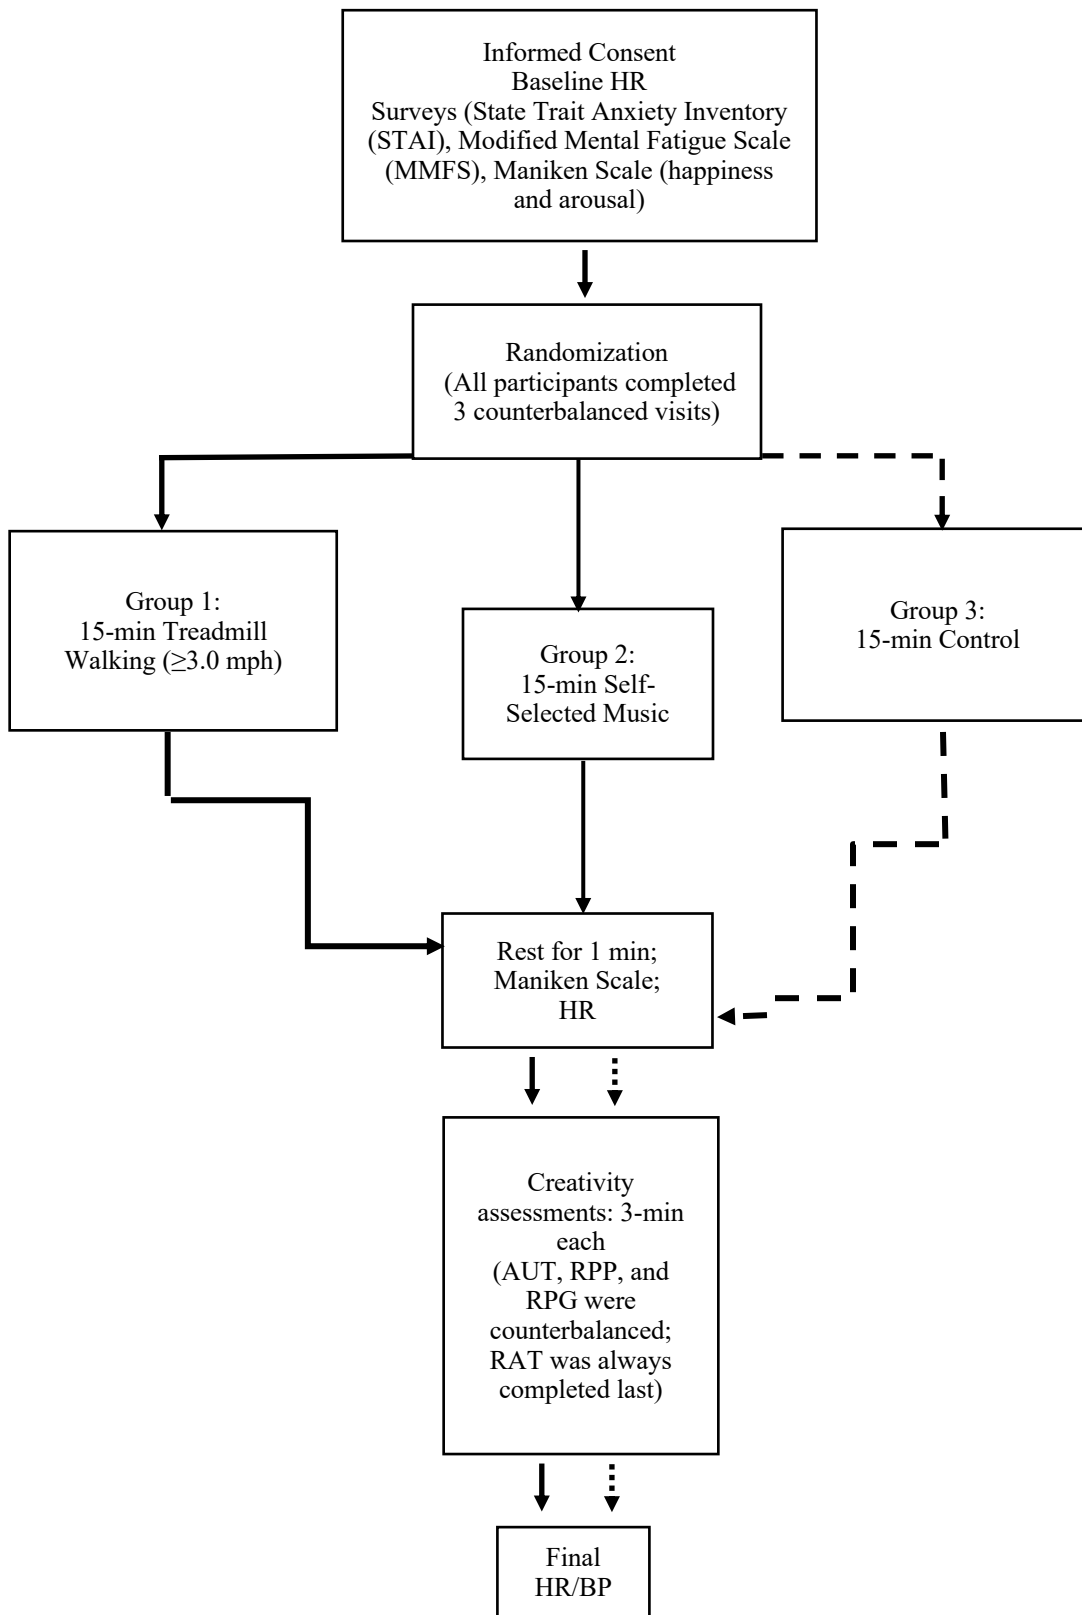 Informed Consent
Baseline HR
Surveys (State Trait Anxiety Inventory
(STAI), Modified Mental Fatigue Scale
(MMFS), Maniken Scale (happiness
and arousal)
Randomization
(All participants completed
3 counterbalanced visits)
Group 1:
15-min Treadmill
Walking (≥3.0 mph)
Group 2:
15-min Self-
Selected Music
Group 3:
15-min Control
Rest for 1 min;
Maniken Scale;
HR
Creativity
assessments: 3-min
each
(AUT, RPP, and
RPG were
counterbalanced;
RAT was always
completed last)
Final
HR/BP